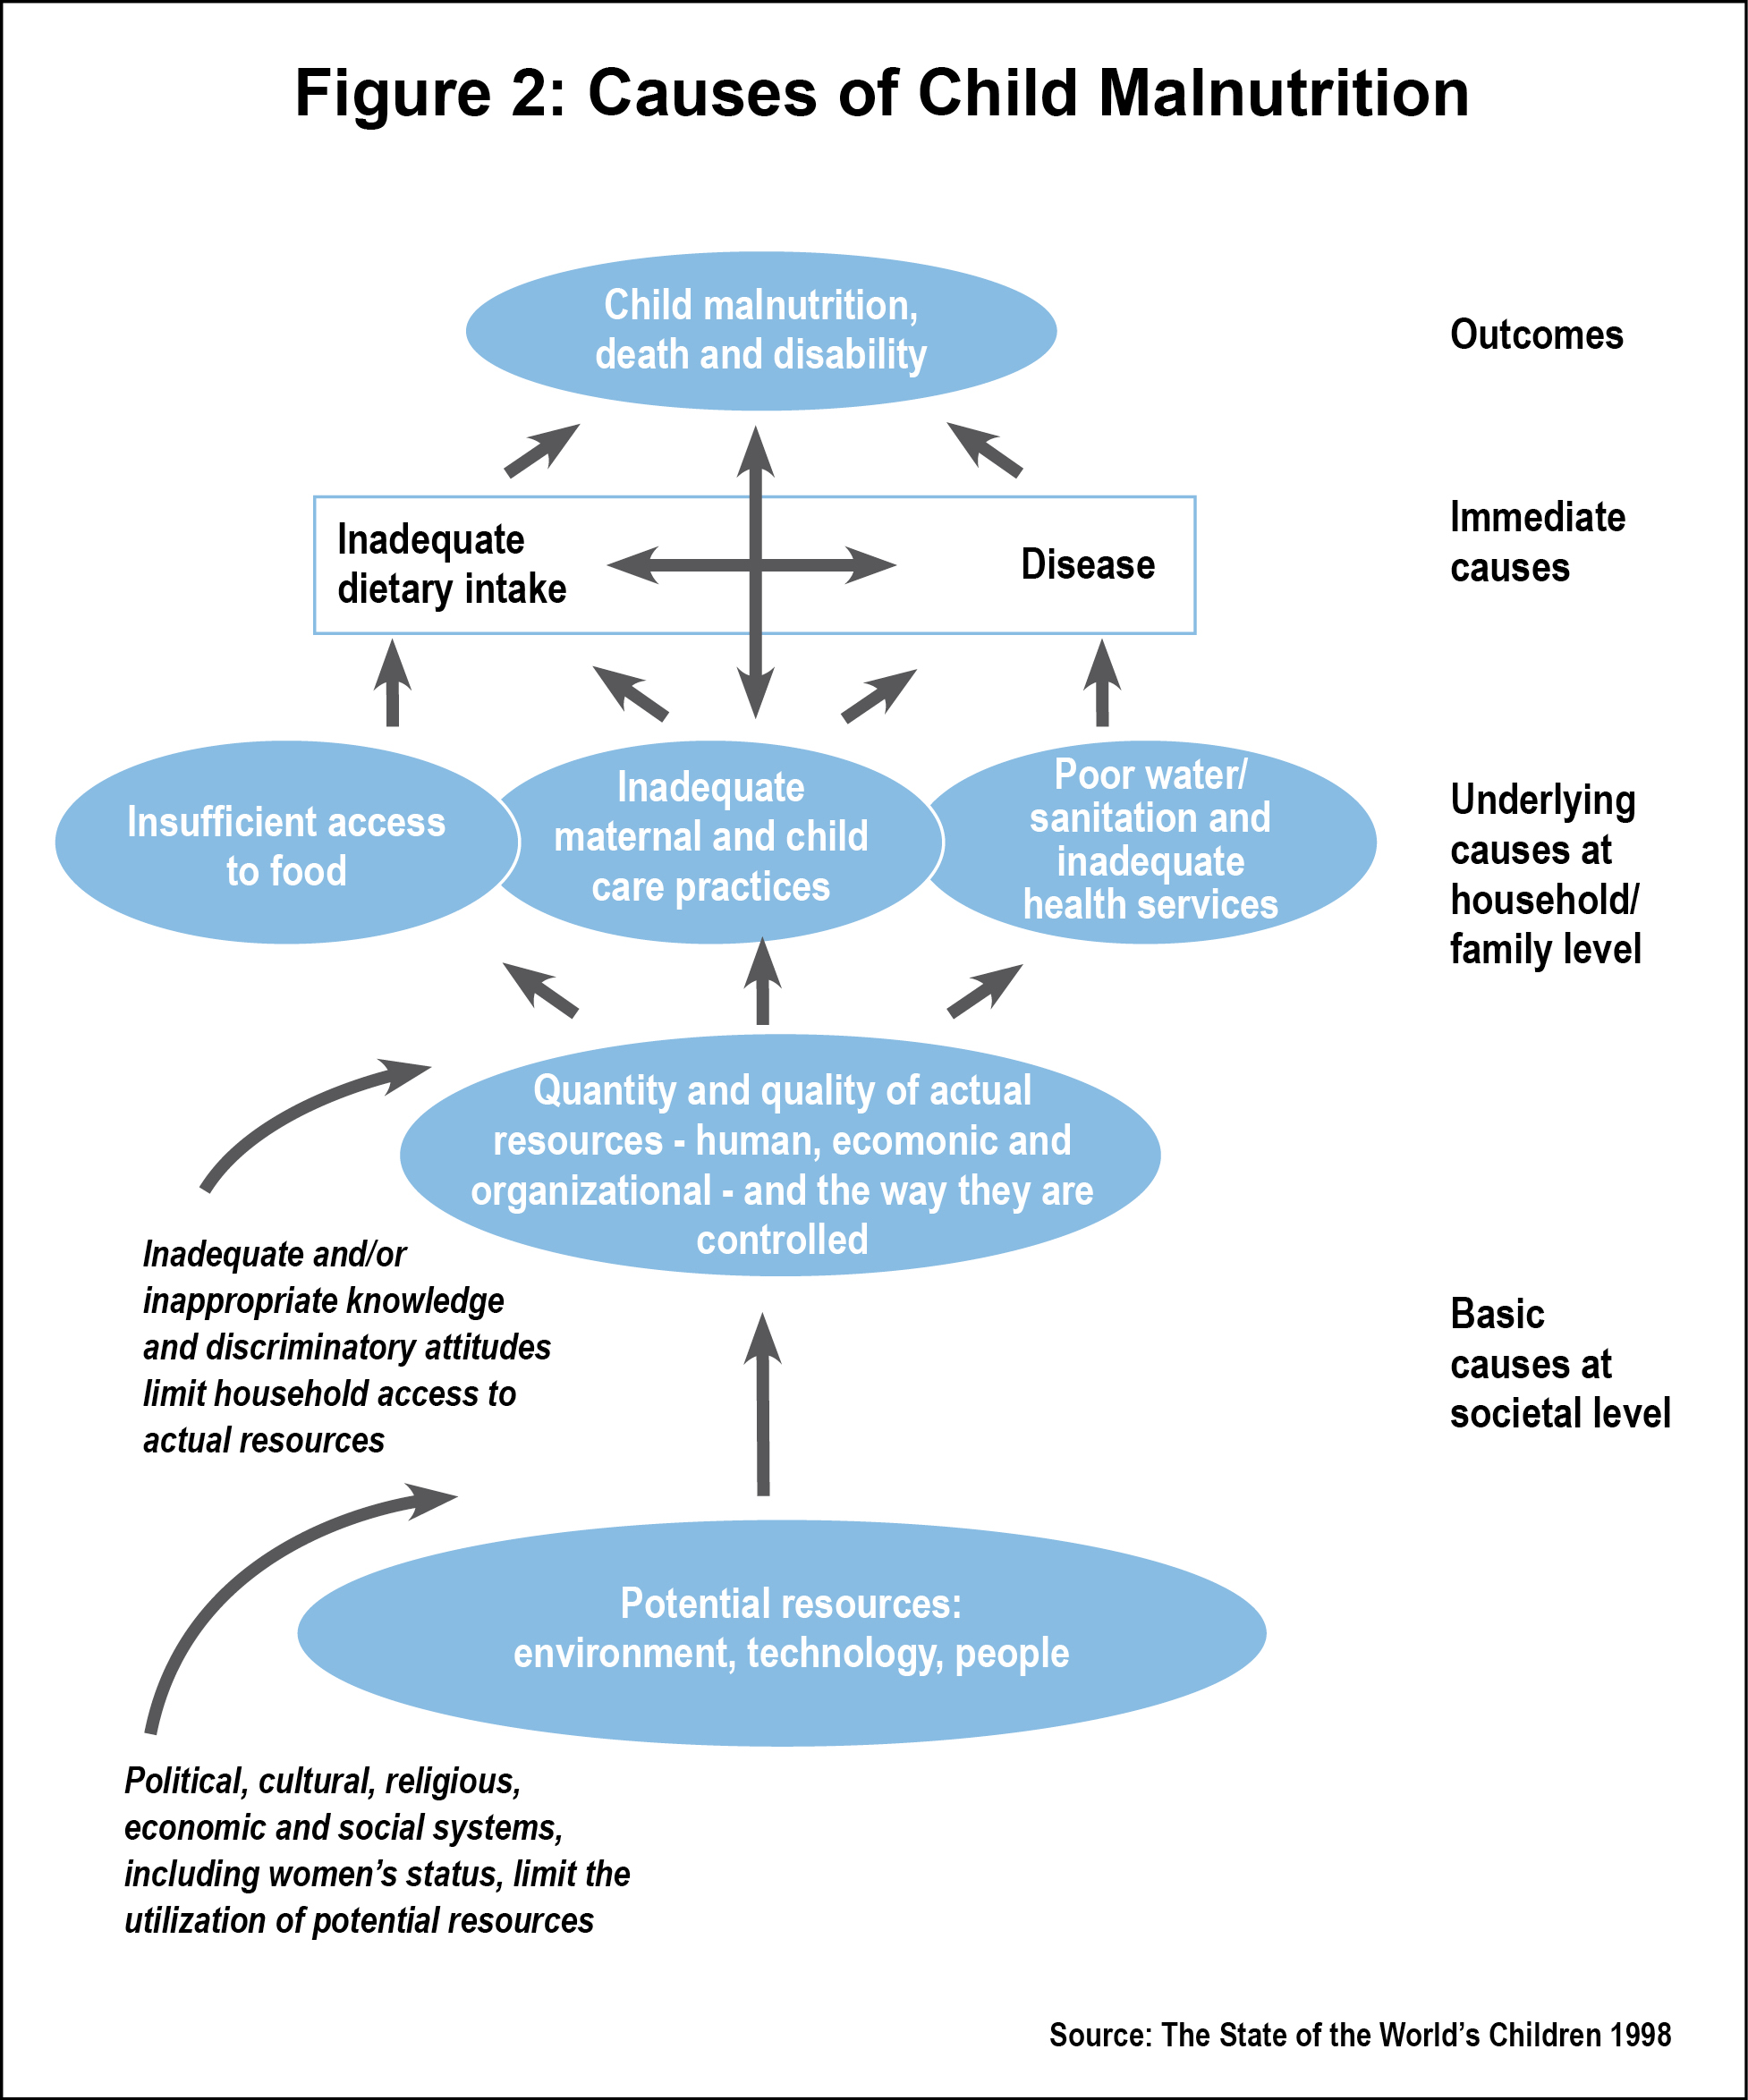 Figure 2: Causes of Child Malnutrition
Child malnutrition,
death and disability
Outcomes
Inadequate
dietary intake
Disease
Immediate
causes
Insufficient access
to food
Inadequate
maternal and child
care practices
Poor water/
sanitation and
inadequate
health services
Underlying
causes at
household/
family level
Quantity and quality of actual
resources - human, ecomonic and
organizational - and the way they are
controlled
Inadequate and/or
inappropriate knowledge
and discriminatory attitudes
limit household access to
actual resources
Basic
causes at
societal level
Potential resources:
environment, technology, people
Political, cultural, religious,
economic and social systems,
including women’s status, limit the
utilization of potential resources
Source: The State of the World’s Children 1998